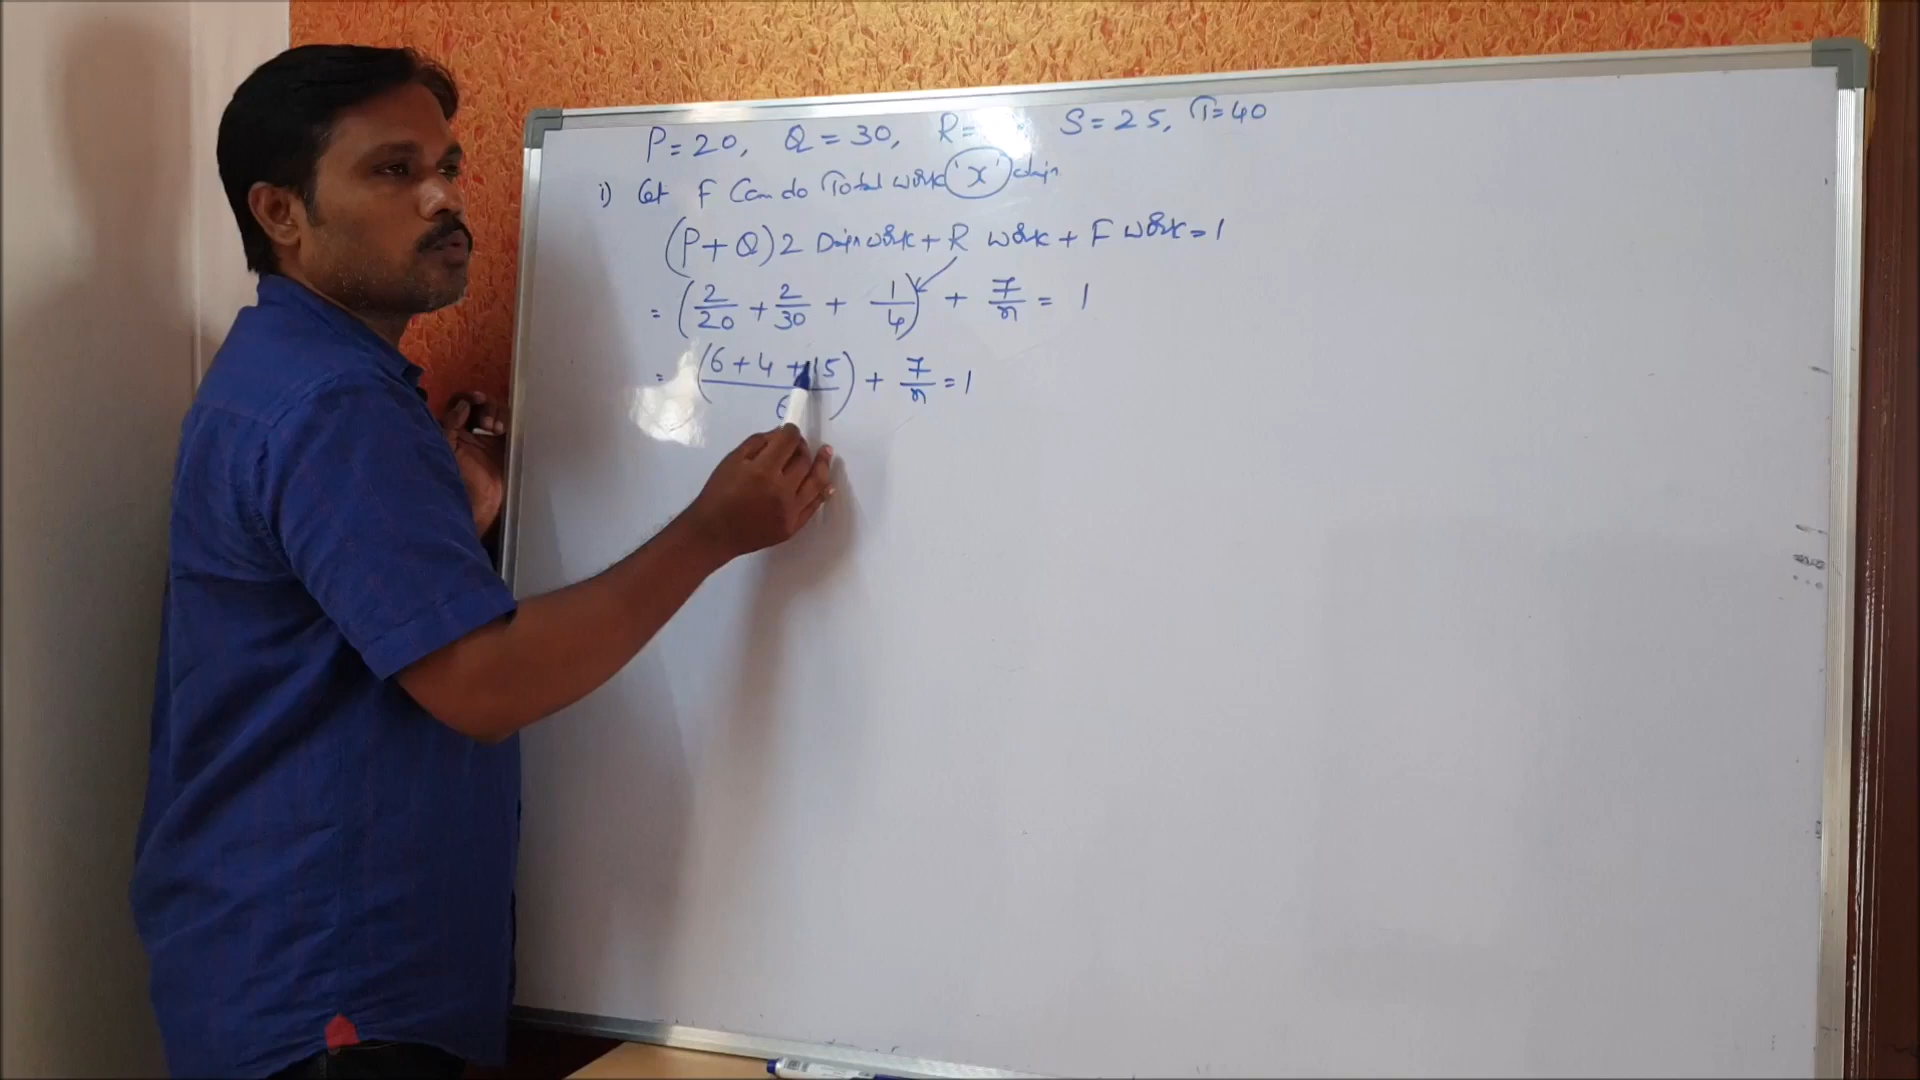 P = 20, Q = 30, R = S = 25, T = 40
i) Let F Can do Total work 'x' days
(P + Q) 2 Days work + R work + F work = 1
= (2/20 + 2/30 + 1/4) + 7/x = 1
= (6 + 4 + 15 / 6) + 7/x = 1